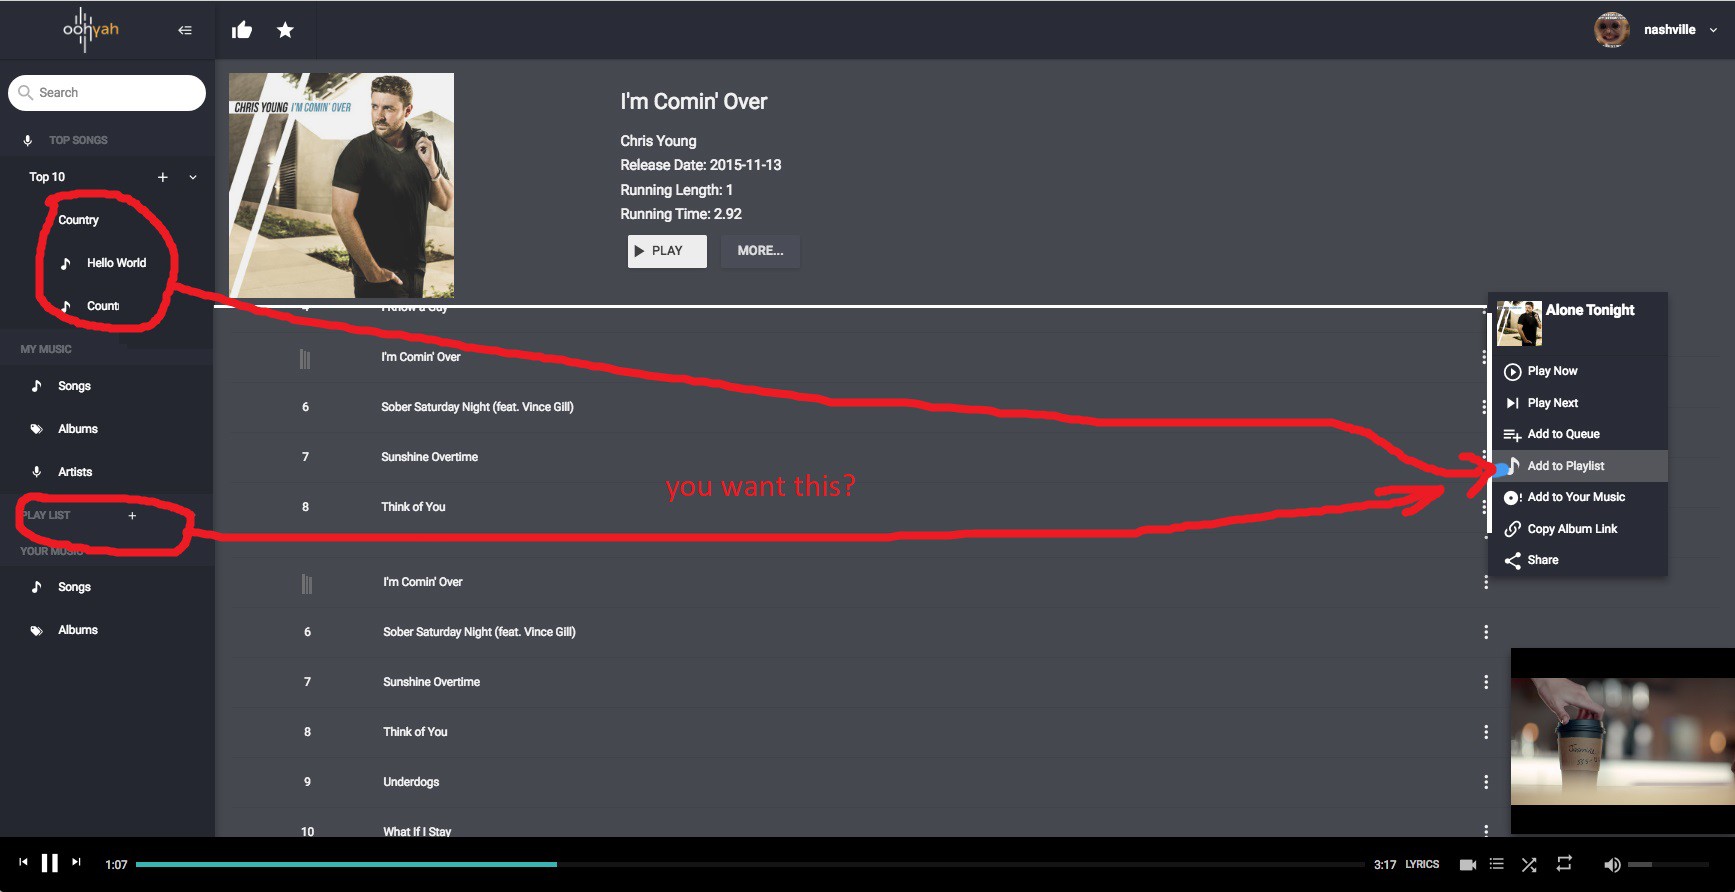 oohyah
nashville
Search
TOP SONGS
Top 10
Country
Hello World
MY MUSIC
Songs
Albums
Artists
PLAY LIST
YOUR MUSIC
Songs
Albums
CHRIS YOUNG I'M COMIN' OVER
I'm Comin' Over
Chris Young
Release Date: 2015-11-13
Running Length: 1
Running Time: 2.92
PLAY
MORE...
4 I Know a Guy
I'm Comin' Over
6 Sober Saturday Night (feat. Vince Gill)
7 Sunshine Overtime
you want this?
8 Think of You
I'm Comin' Over
6 Sober Saturday Night (feat. Vince Gill)
7 Sunshine Overtime
8 Think of You
9 Underdogs
10 What If I Stay
Alone Tonight
Play Now
Play Next
Add to Queue
Add to Playlist
Add to Your Music
Copy Album Link
Share
1:07
3:17 LYRICS